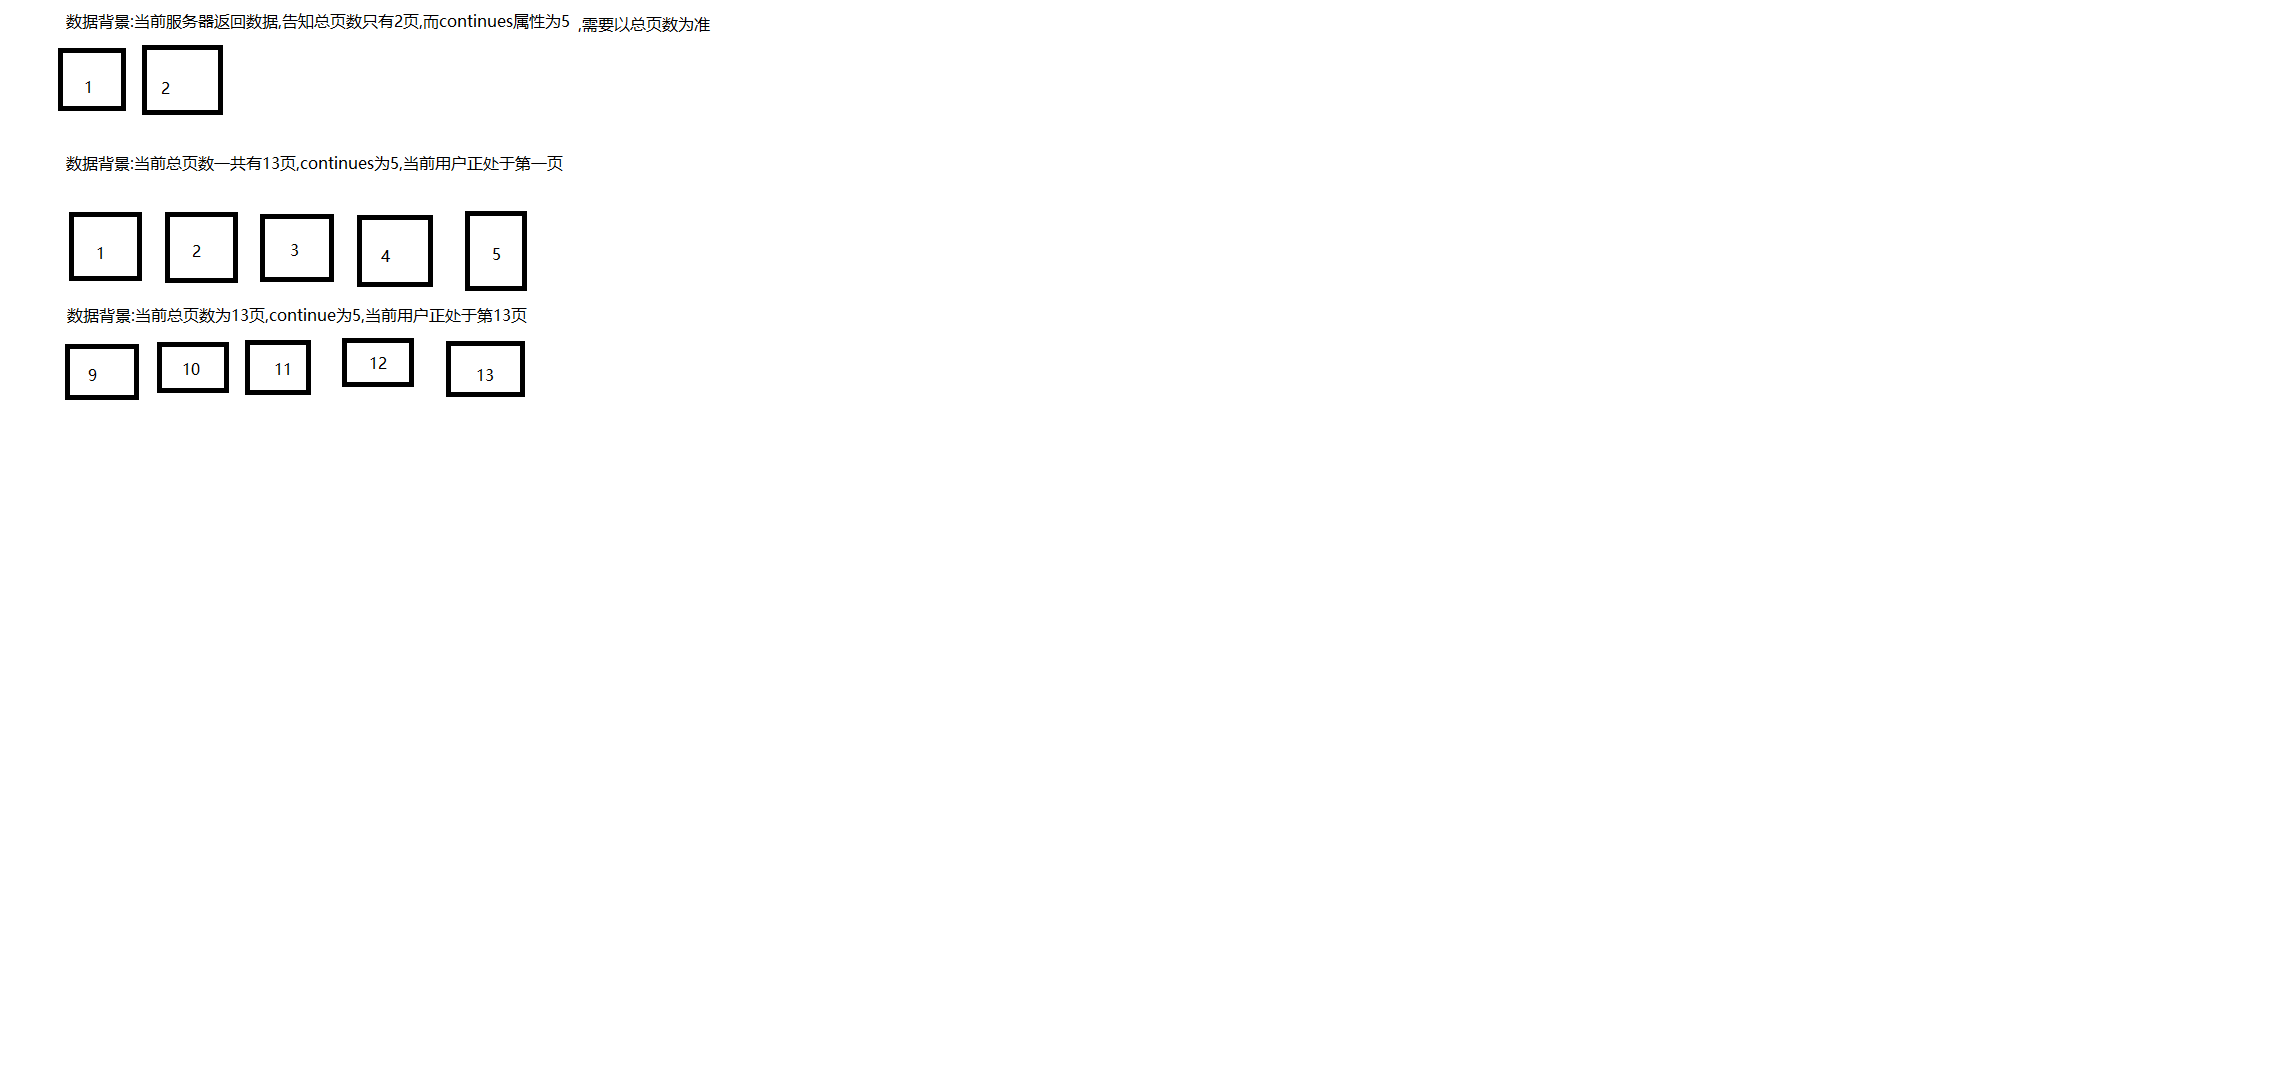 数据背景:当前服务器返回数据,告知总页数只有2页,而continues属性为5 ,需要以总页数为准
1 2
数据背景:当前总页数一共有13页,continues为5,当前用户正处于第一页
1 2 3 4 5
数据背景:当前总页数为13页,continue为5,当前用户正处于第13页
9 10 11 12 13